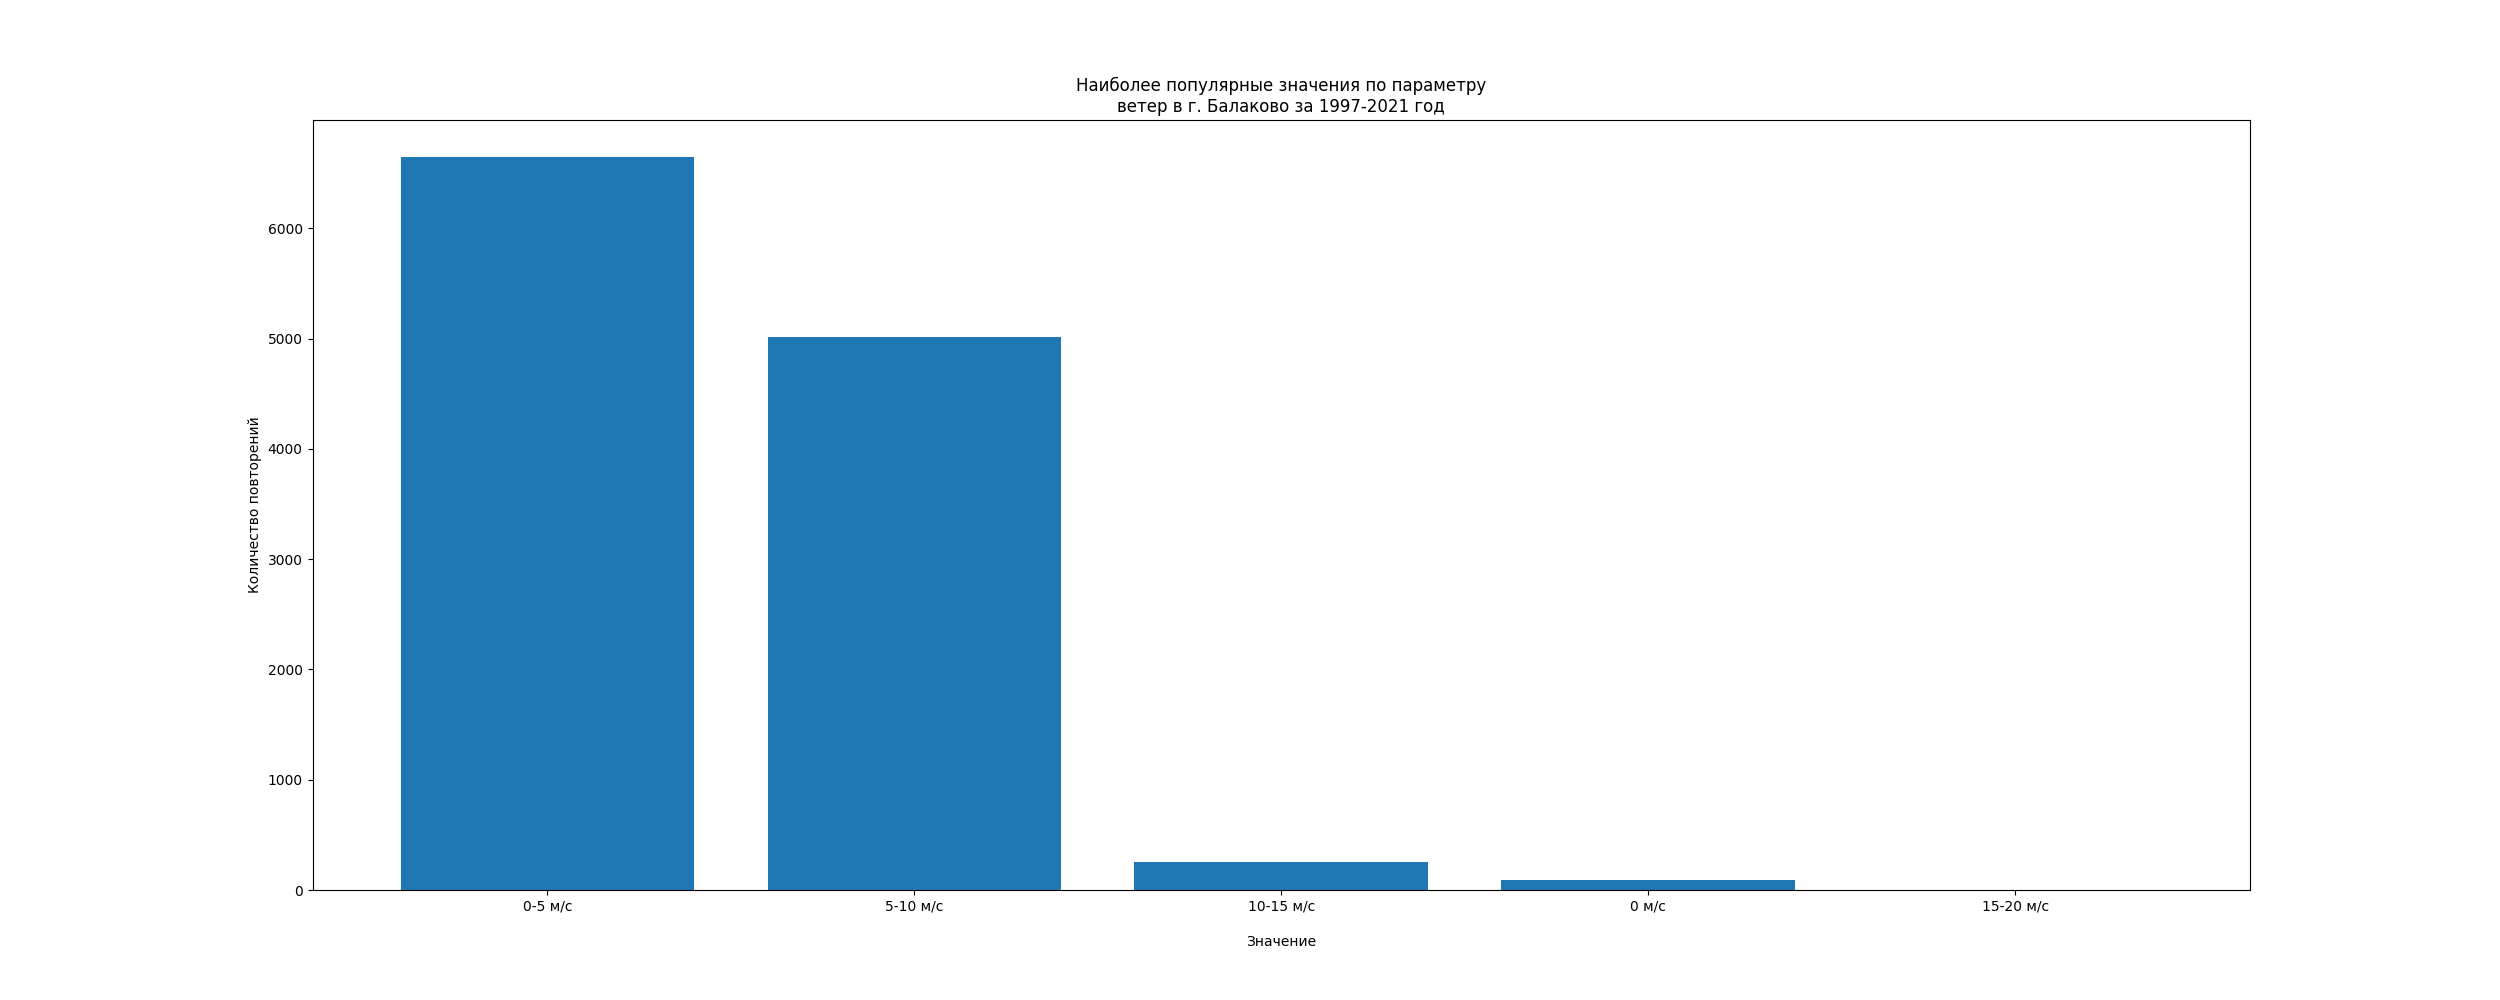 Наиболее популярные значения по параметру
ветер в г. Балаково за 1997-2021 год
Количество повторений
6000
5000
4000
3000
2000
1000
0
0-5 м/с
5-10 м/с
10-15 м/с
0 м/с
15-20 м/с
Значение